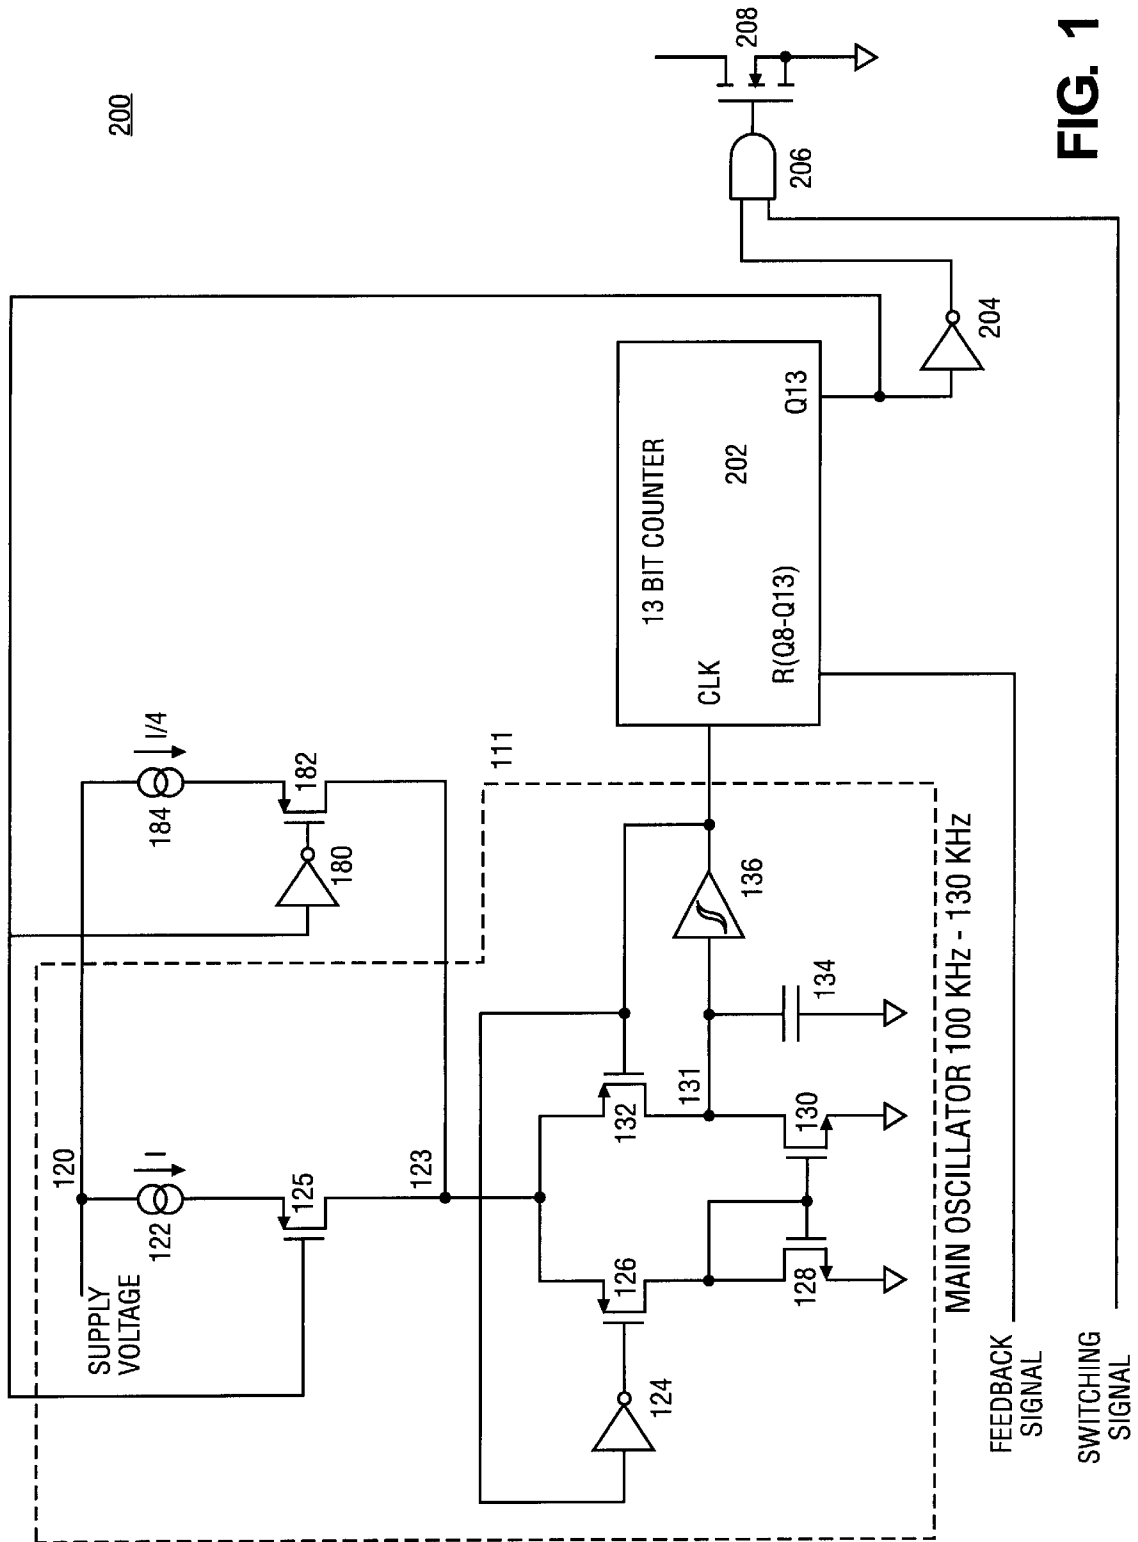 200
120
SUPPLY
VOLTAGE
122
I
125
123
184
I/4
182
180
111
126
124
128
132
131
130
134
136
MAIN OSCILLATOR 100 KHz - 130 KHz
13 BIT COUNTER
202
CLK
R(Q8-Q13)
Q13
204
206
208
FEEDBACK
SIGNAL
SWITCHING
SIGNAL
FIG. 1